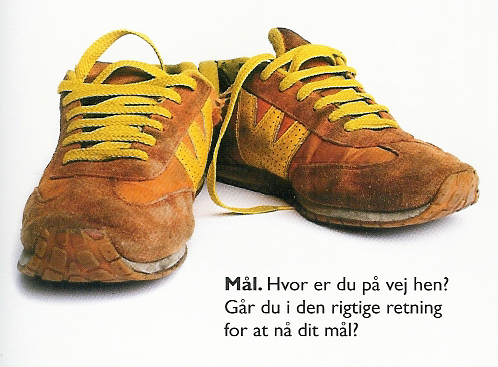 Mål. Hvor er du på vej hen?
Går du i den rigtige retning
for at nå dit mål?